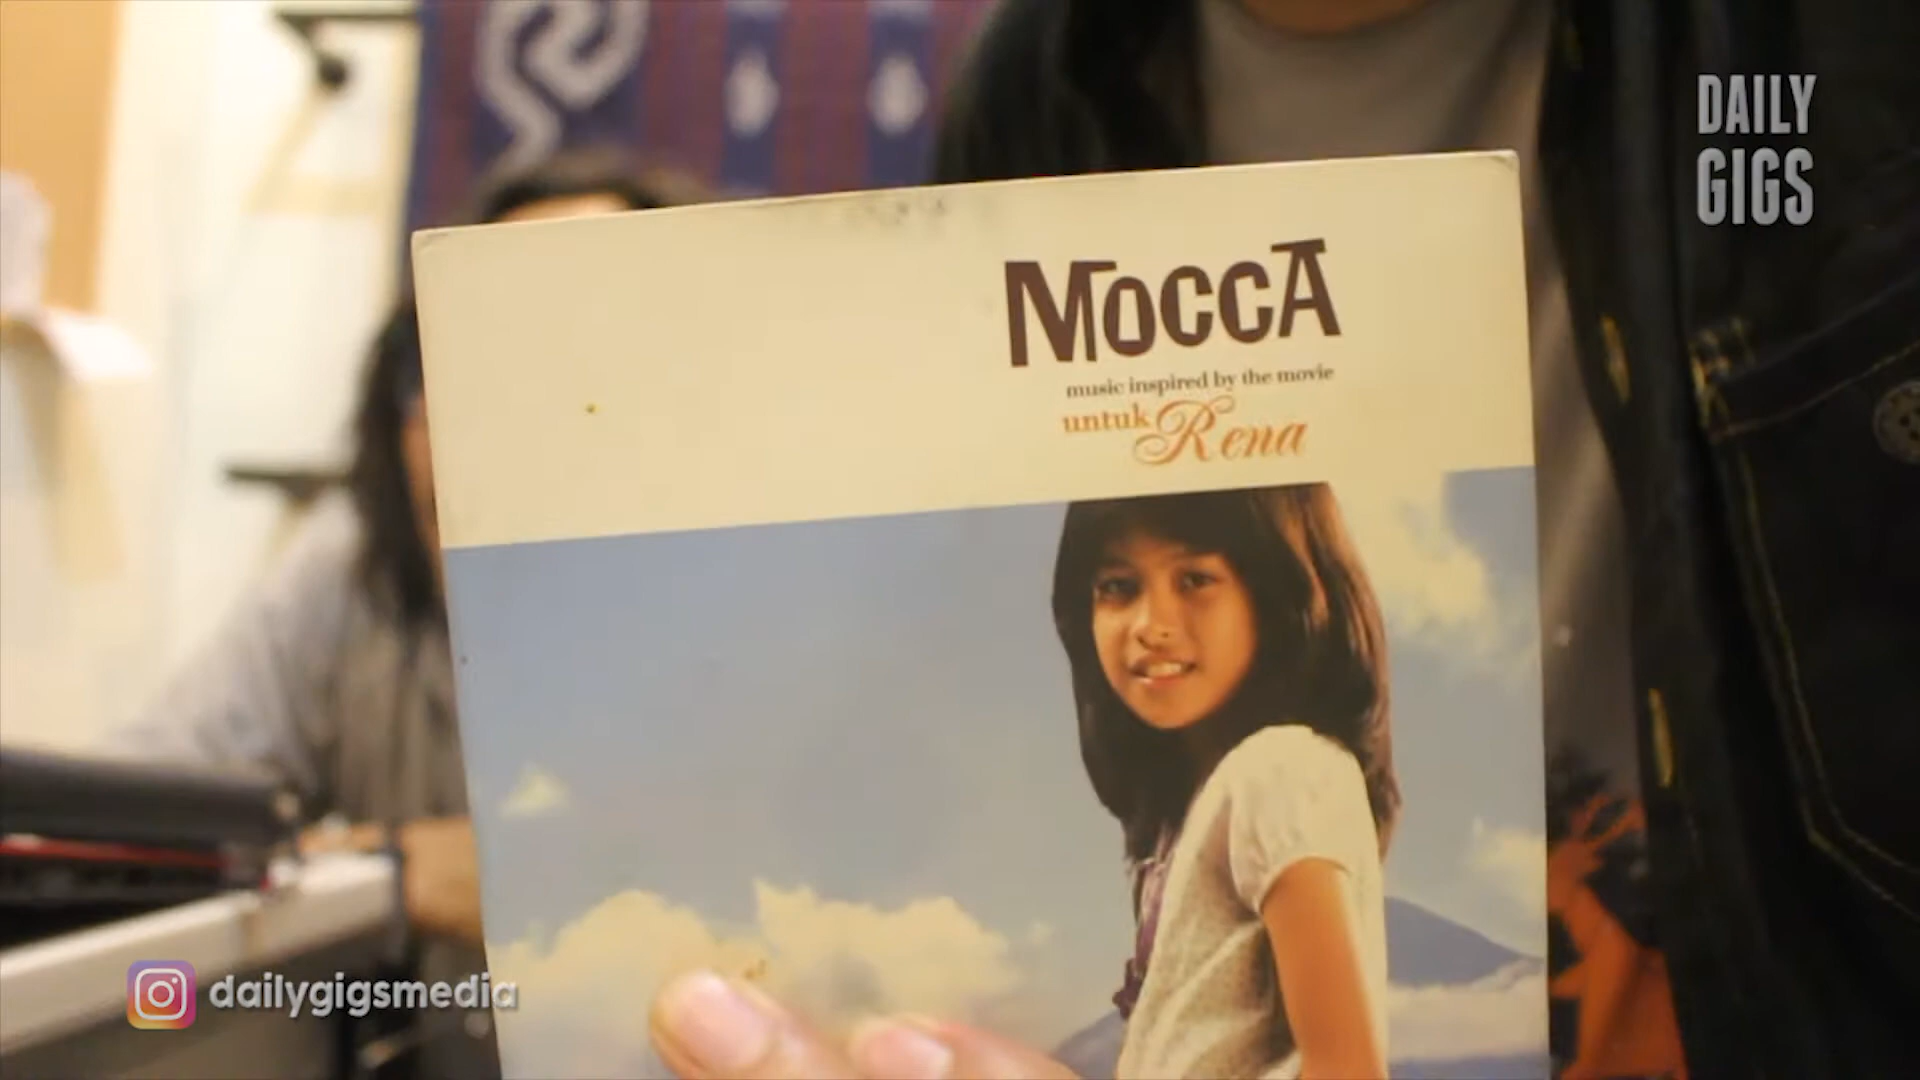 DAILY
GIGS
MOCCA
music inspired by the movie
untuk Rena
dailygigsmedia